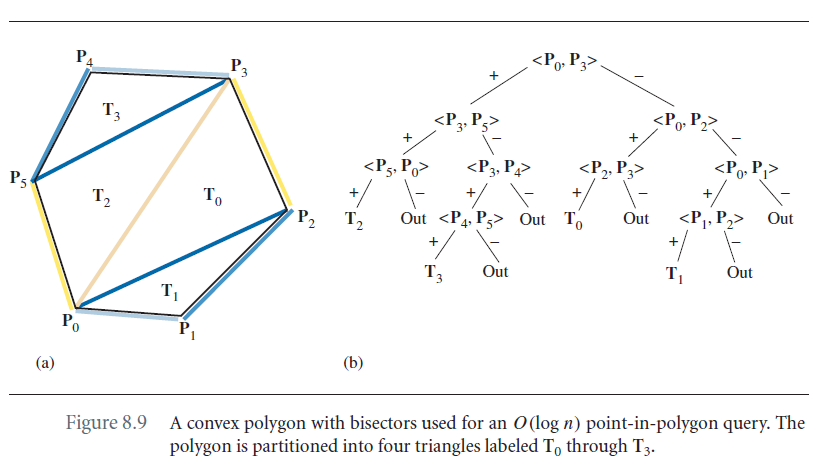 P4
P3
<P0, P3>
+ −
T3
<P3, P5> <P0, P2>
+ − + −
P5
<P5, P0> <P3, P4> <P2, P3> <P0, P1>
T2 T0
+ − + − + − + −
P2
T2 Out <P4, P5> Out T0 Out <P1, P2> Out
+ − + −
T1
T3 Out T1 Out
P0
P1
(a) (b)
Figure 8.9 A convex polygon with bisectors used for an O(log n) point-in-polygon query. The
polygon is partitioned into four triangles labeled T0 through T3.